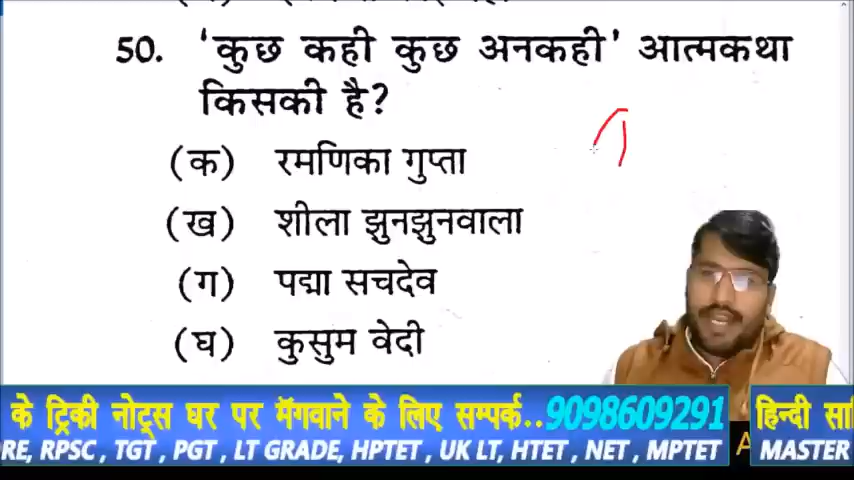 50. 'कुछ कही कुछ अनकही' आत्मकथा
किसकी है?
(क) रमणिका गुप्ता
(ख) शीला झुनझुनवाला
(ग) पद्मा सचदेव
(घ) कुसुम वेदी
के ट्रिकी नोट्स घर पर मॅगवाने के लिए सम्पर्क..9098609291 हिन्दी सा
RE, RPSC , TGT , PGT , LT GRADE, HPTET , UK LT, HTET , NET , MPTET A MASTER